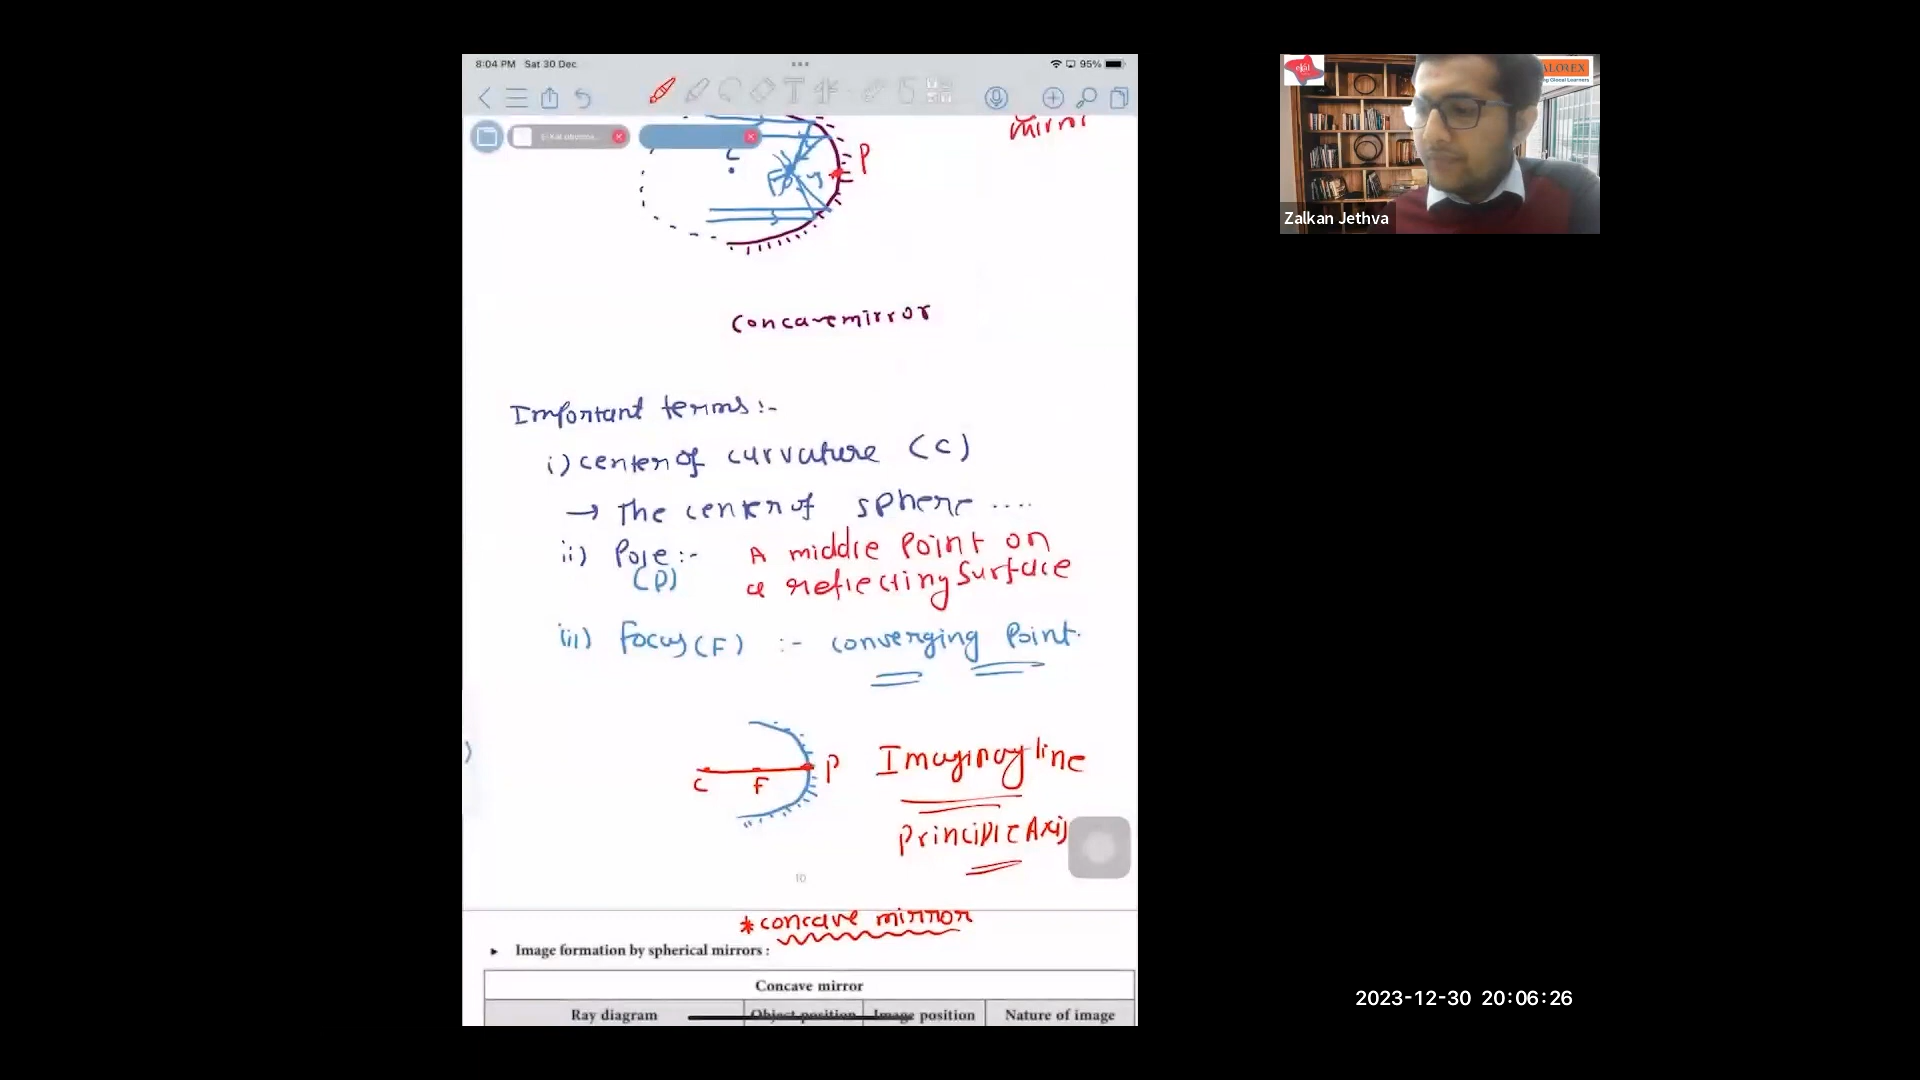 8:04 PM Sat 30 Dec
95%
mirror
C
F
P
Concave mirror
Important terms :-
i) center of curvature (C)
→ The center of sphere ....
ii) Pole :- A middle point on
(P) a reflecting surface
iii) Focus (F) :- converging point.
C F P
Imaginary line
Principle Axis
10
* concave mirror
► Image formation by spherical mirrors :
Concave mirror
Ray diagram Object position Image position Nature of image
ALOREX
Zalkan Jethva
2023-12-30 20:06:26